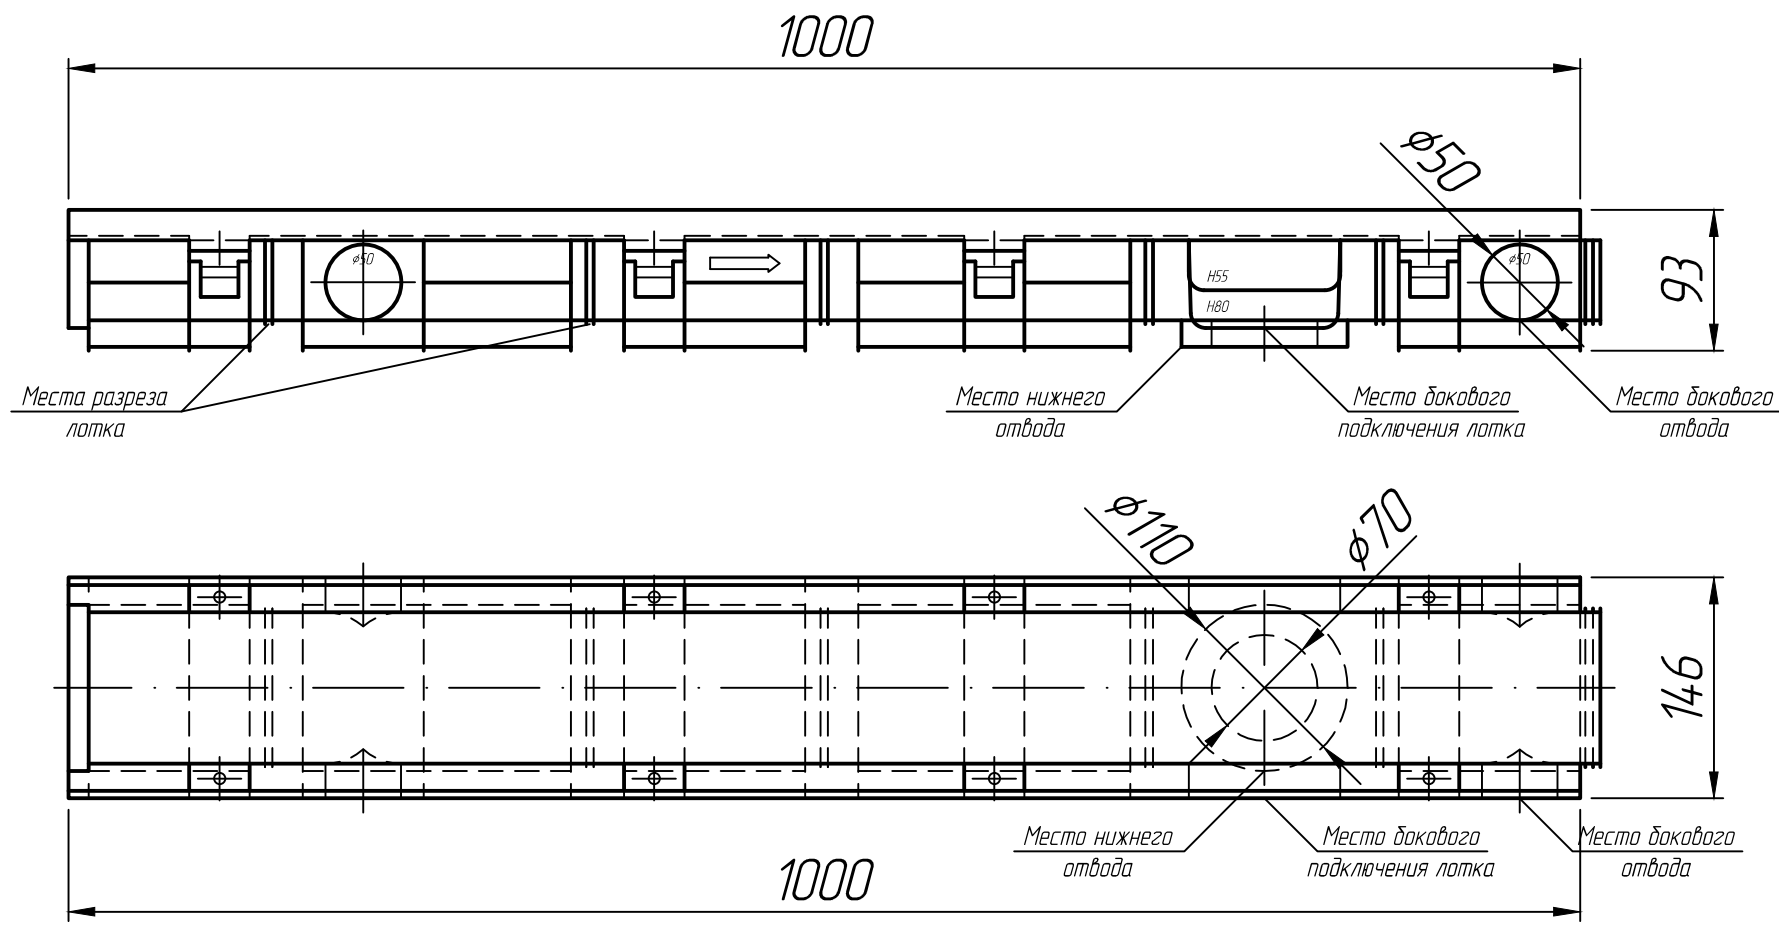 1000
ϕ50
93
ϕ50
H55
H80
ϕ50
Места разреза
лотка
Место нижнего
отвода
Место бокового
подключения лотка
Место бокового
отвода
ϕ110
ϕ70
146
Место нижнего
отвода
Место бокового
подключения лотка
Место бокового
отвода
1000